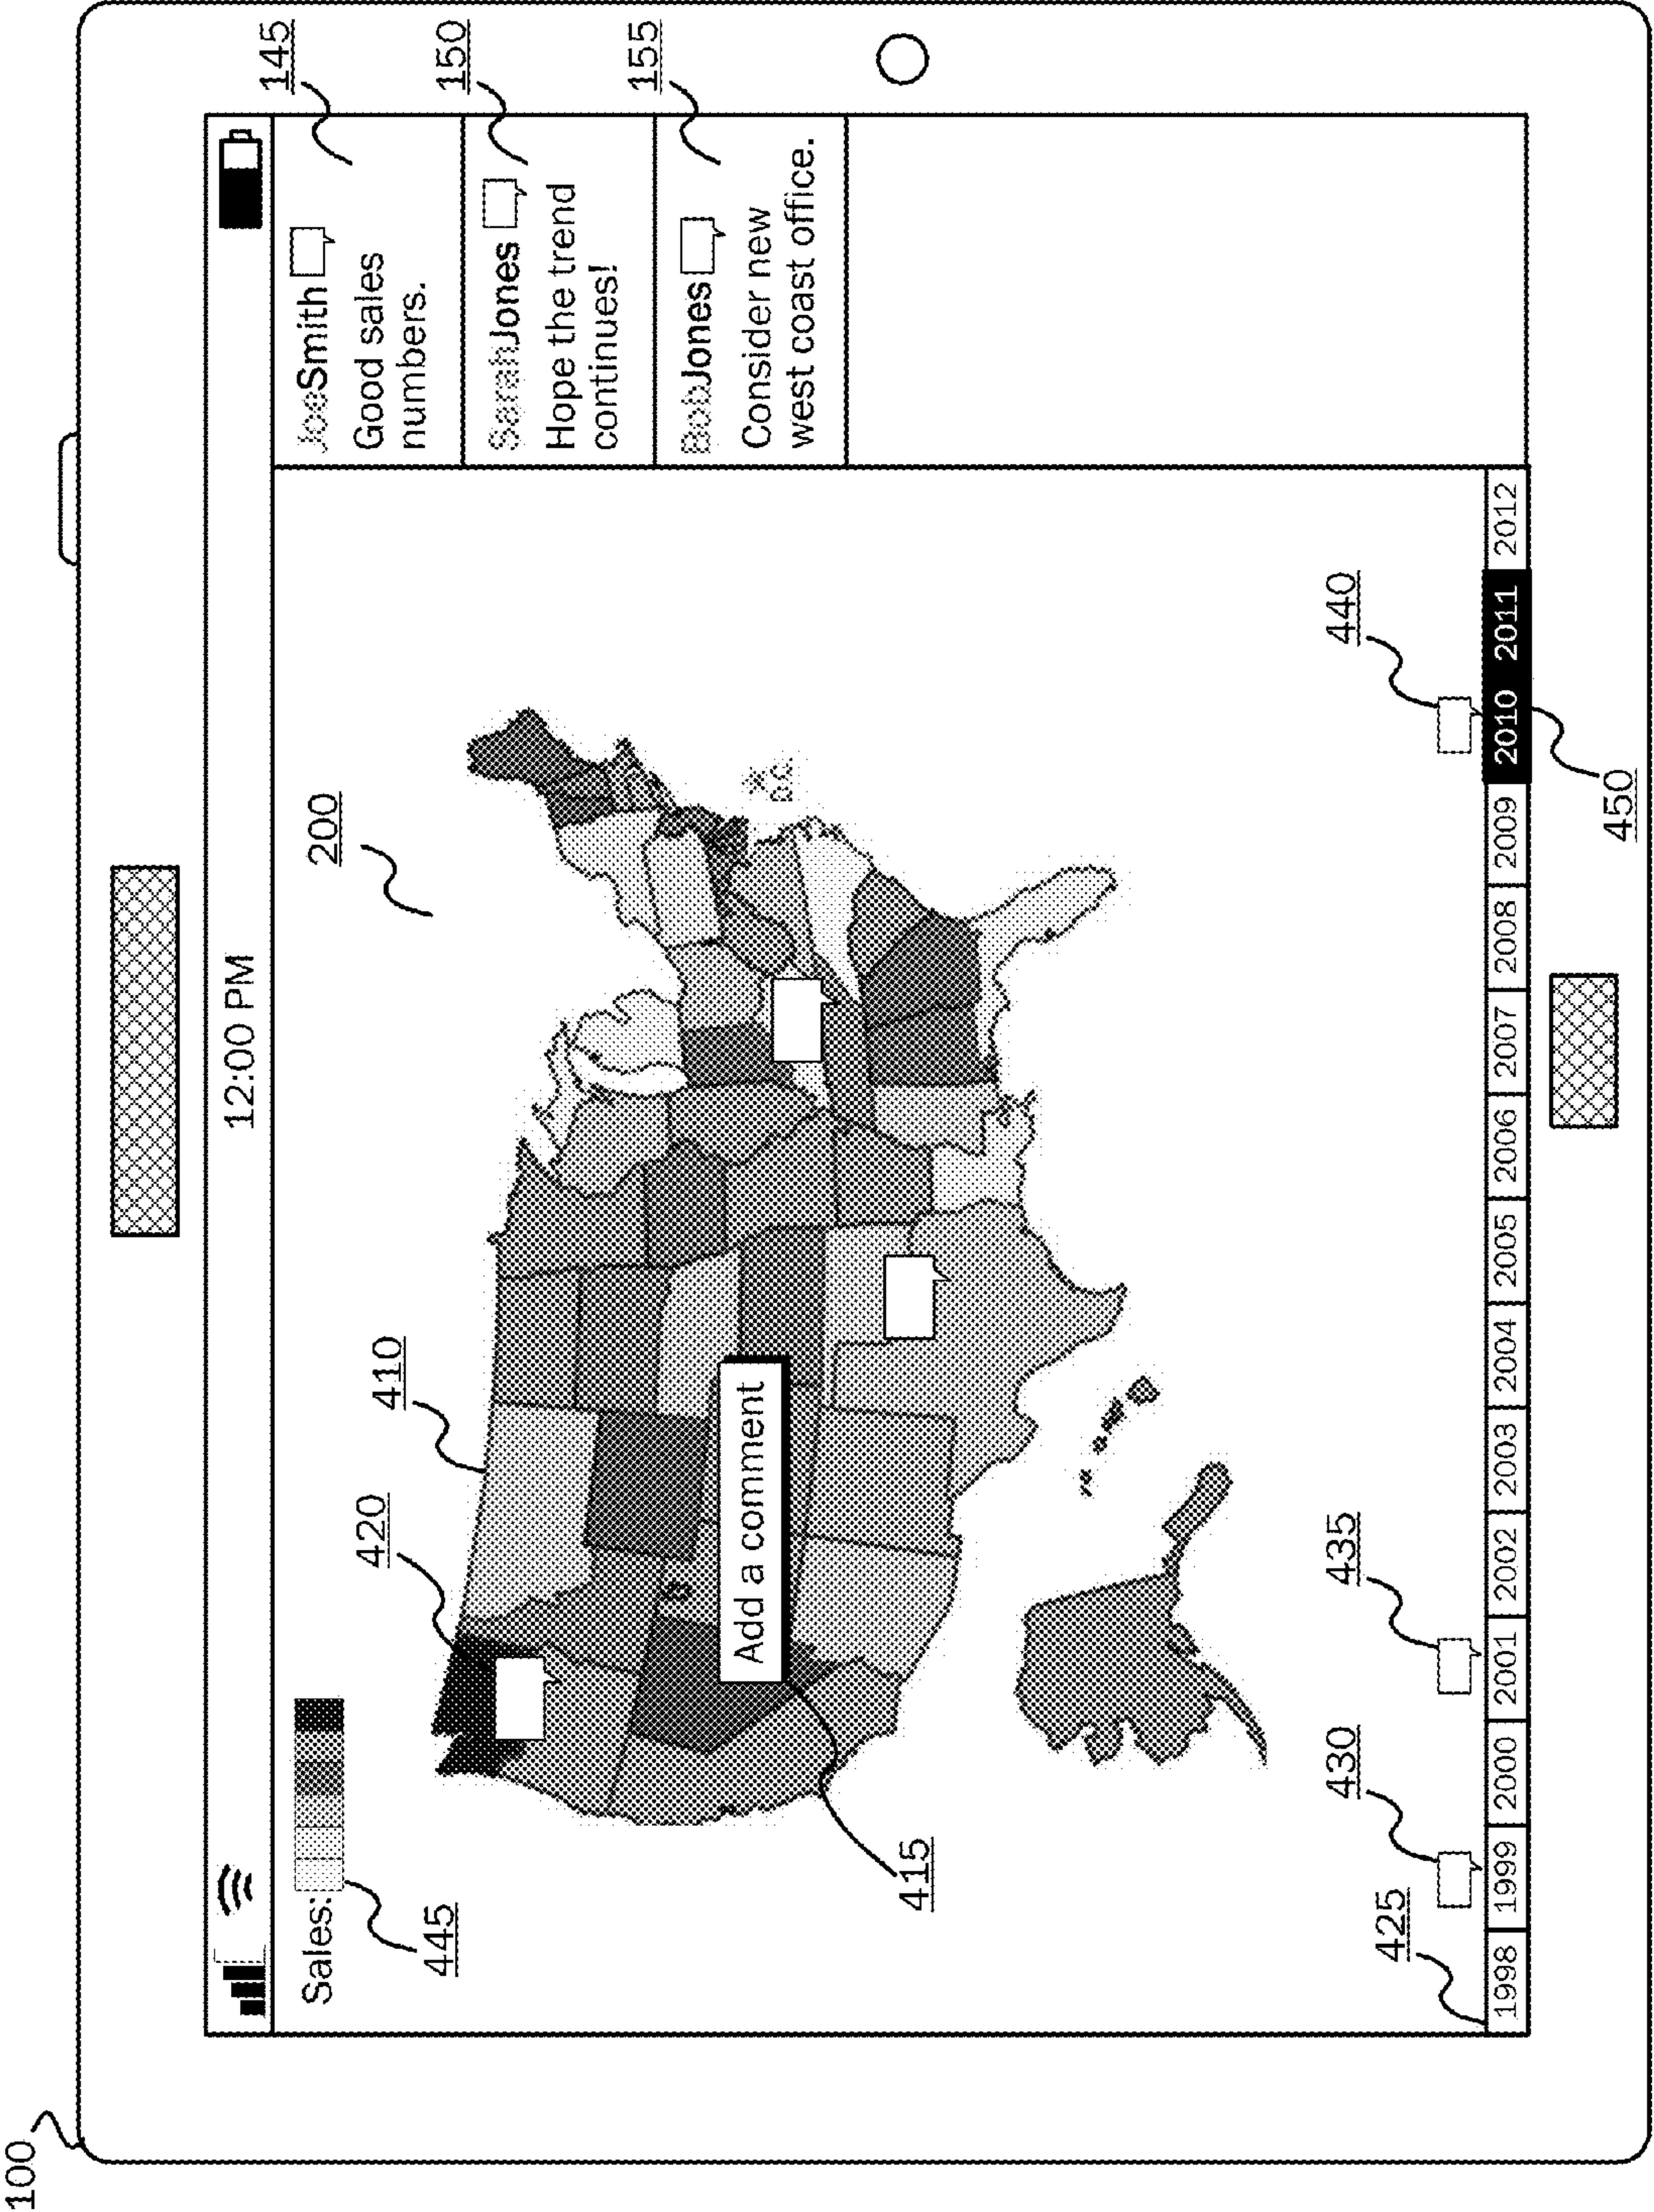 100
12:00 PM
Sales:
445
420
410
200
415
Add a comment
D.C.
JoeSmith
Good sales
numbers.
145
SarahJones
Hope the trend
continues!
150
BobJones
Consider new
west coast office.
155
425
430
435
440
1998 1999 2000 2001 2002 2003 2004 2005 2006 2007 2008 2009 2010 2011 2012
450